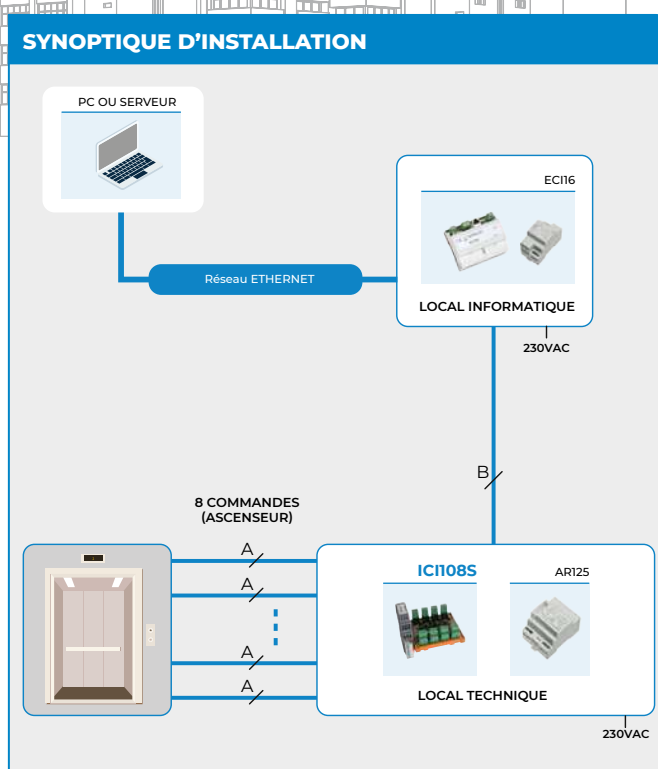 SYNOPTIQUE D’INSTALLATION
PC OU SERVEUR
ECI16
Réseau ETHERNET
LOCAL INFORMATIQUE
230VAC
B
8 COMMANDES
(ASCENSEUR)
A
A
A
A
ICI108S
AR125
LOCAL TECHNIQUE
230VAC